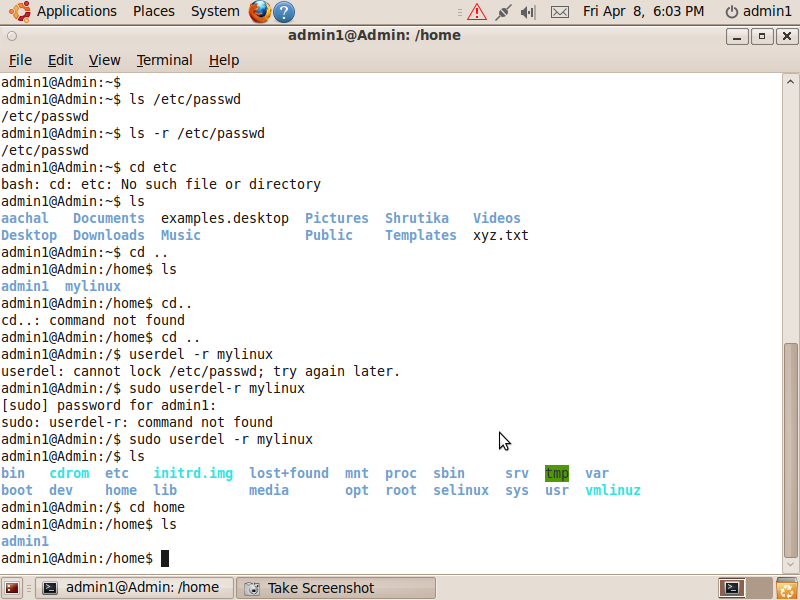 Applications Places System Fri Apr 8, 6:03 PM admin1
admin1@Admin: /home
File Edit View Terminal Help
admin1@Admin:~$
admin1@Admin:~$ ls /etc/passwd
/etc/passwd
admin1@Admin:~$ ls -r /etc/passwd
/etc/passwd
admin1@Admin:~$ cd etc
bash: cd: etc: No such file or directory
admin1@Admin:~$ ls
aachal Documents examples.desktop Pictures Shrutika Videos
Desktop Downloads Music Public Templates xyz.txt
admin1@Admin:~$ cd ..
admin1@Admin:/home$ ls
admin1 mylinux
admin1@Admin:/home$ cd..
cd..: command not found
admin1@Admin:/home$ cd ..
admin1@Admin:/$ userdel -r mylinux
userdel: cannot lock /etc/passwd; try again later.
admin1@Admin:/$ sudo userdel-r mylinux
[sudo] password for admin1:
sudo: userdel-r: command not found
admin1@Admin:/$ sudo userdel -r mylinux
admin1@Admin:/$ ls
bin cdrom etc initrd.img lost+found mnt proc sbin srv tmp var
boot dev home lib media opt root selinux sys usr vmlinuz
admin1@Admin:/$ cd home
admin1@Admin:/home$ ls
admin1
admin1@Admin:/home$
admin1@Admin: /home Take Screenshot